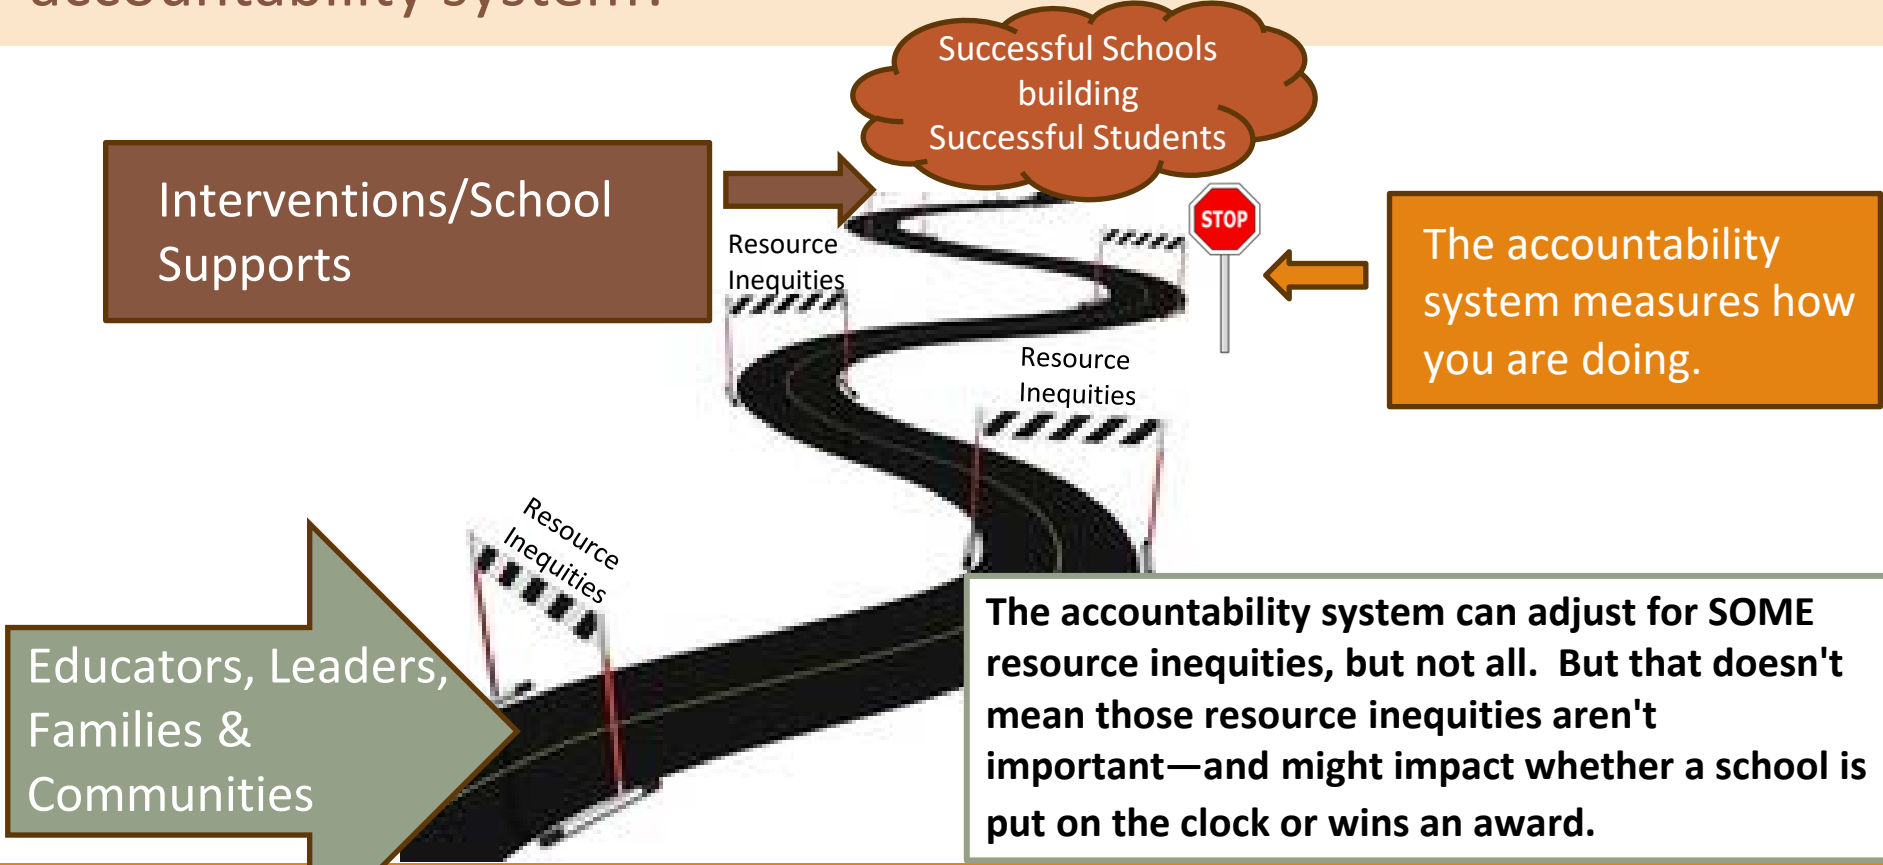 accountability system?
Successful Schools
building
Successful Students
Interventions/School
Supports
Resource
Inequities
STOP
The accountability
system measures how
you are doing.
Resource
Inequities
Resource
Inequities
Educators, Leaders,
Families &
Communities
The accountability system can adjust for SOME
resource inequities, but not all.  But that doesn't
mean those resource inequities aren't
important—and might impact whether a school is
put on the clock or wins an award.